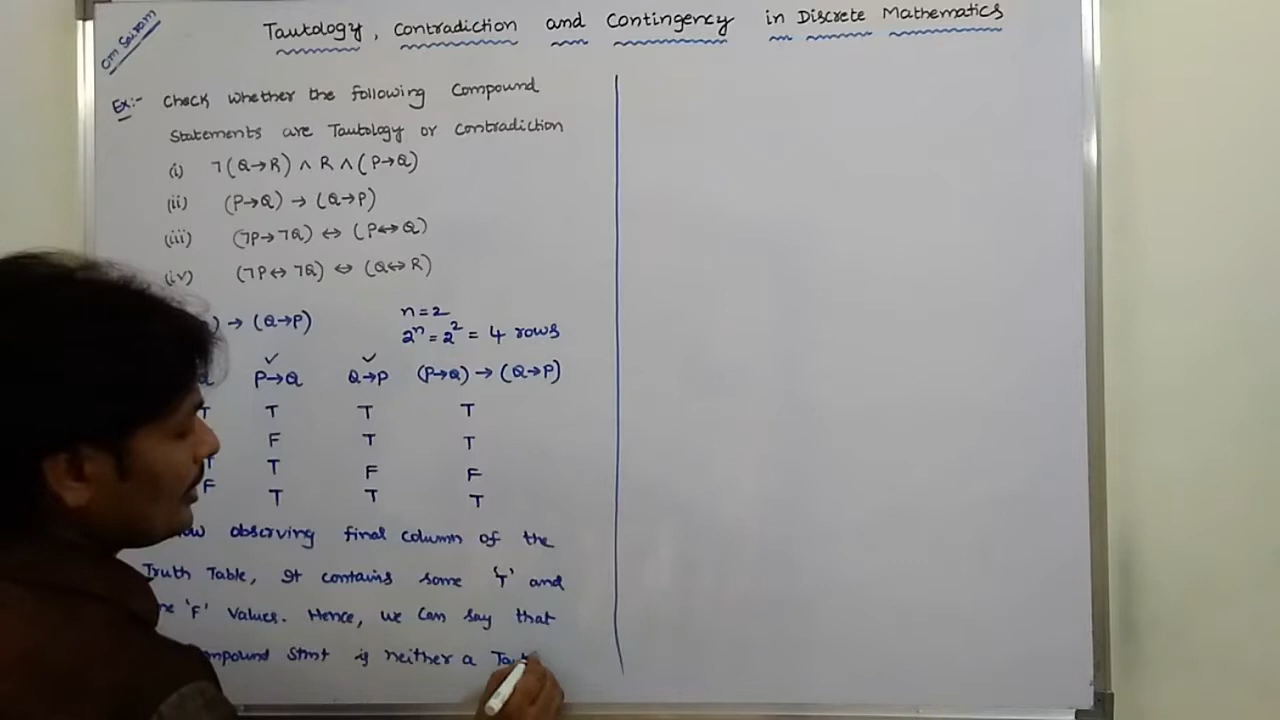 Om Sairam
Tautology, Contradiction and Contingency in Discrete Mathematics
Ex:- Check whether the following Compound
Statements are Tautology or Contradiction
(i) ¬(Q→R) ∧ R ∧ (P→Q)
(ii) (P→Q) → (Q→P)
(iii) (¬P→¬Q) ↔ (P↔Q)
(iv) (¬P↔¬Q) ↔ (Q↔R)
) → (Q→P) n=2
2ⁿ = 2² = 4 rows
✓ ✓
Q P→Q Q→P (P→Q) → (Q→P)
T T T T
F T T
T T F F
F T T T
observing final column of the
Truth Table, It contains some 'T' and
'F' Values. Hence, we can say that
stmt is neither a